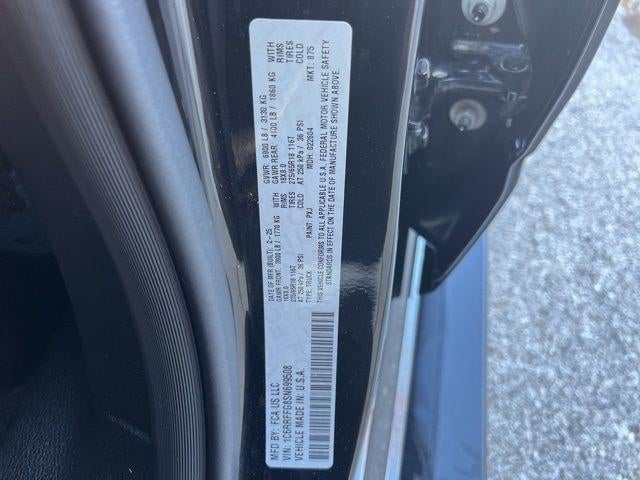 MFD BY: FCA US LLC
DATE OF MFR (BUILT): 2-25
GVWR: 6900 LB / 3130 KG
GAWR FRONT: 3900 LB / 1770 KG WITH
18X8.0 RIMS
275/65R18 116T TIRES
AT 250 kPa / 36 PSI COLD
GAWR REAR: 4100 LB / 1860 KG WITH
18X8.0 RIMS
275/65R18 116T TIRES
AT 250 kPa / 36 PSI COLD
1C6RRFFG8SN699508
TYPE: TRUCK PAINT: PXJ MDH: 022604 MKT: 875
VEHICLE MADE IN: U.S.A.
THIS VEHICLE CONFORMS TO ALL APPLICABLE U.S.A. FEDERAL MOTOR VEHICLE SAFETY
STANDARDS IN EFFECT ON THE DATE OF MANUFACTURE SHOWN ABOVE.